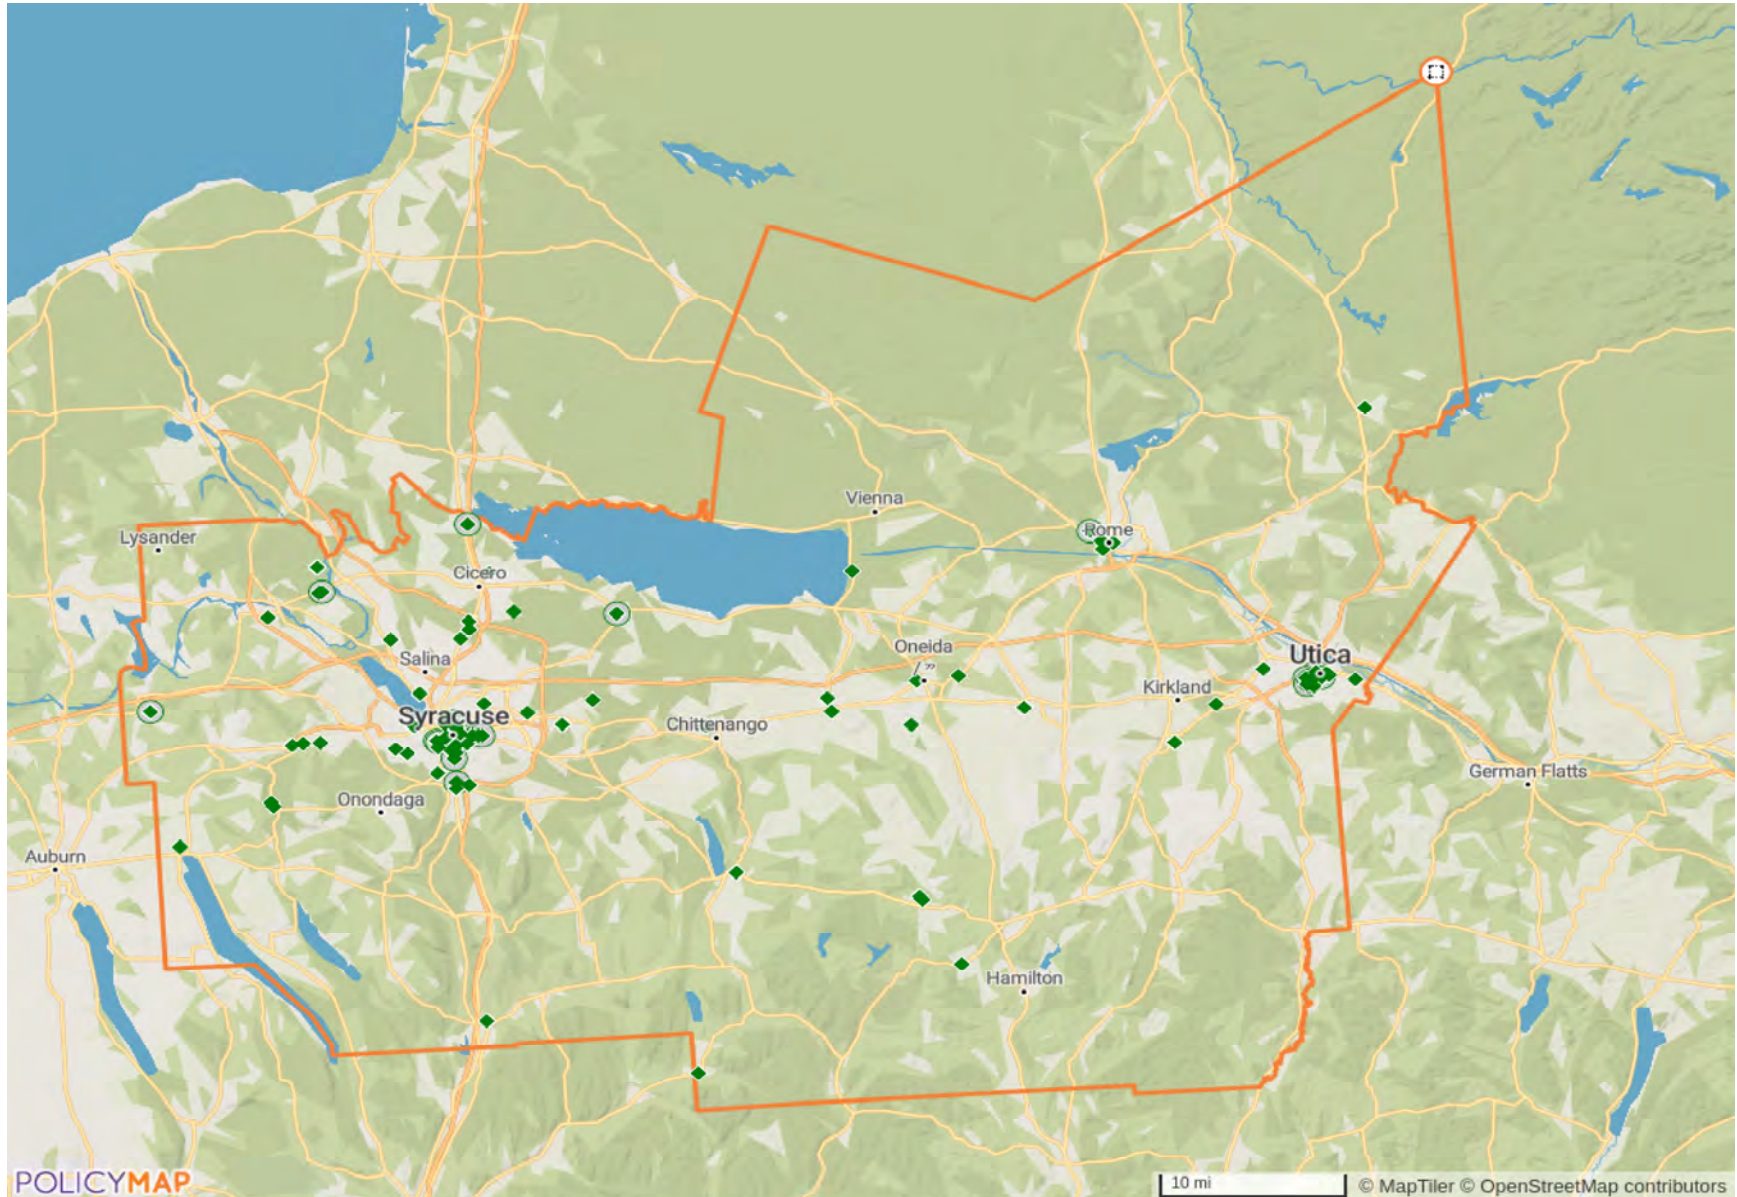 Vienna
Rome
Lysander
Cicero
Oneida
Utica
Salina
Kirkland
Syracuse
Chittenango
German Flatts
Onondaga
Auburn
Hamilton
POLICYMAP
10 mi
© MapTiler © OpenStreetMap contributors